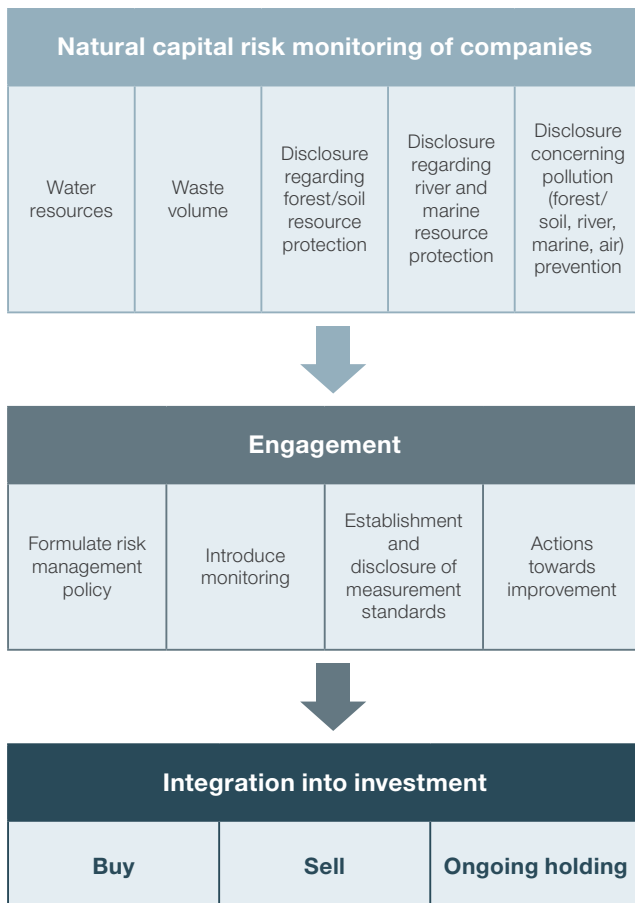 Natural capital risk monitoring of companies
Water
resources
Waste
volume
Disclosure
regarding
forest/soil
resource
protection
Disclosure
regarding
river and
marine
resource
protection
Disclosure
concerning
pollution
(forest/
soil, river,
marine, air)
prevention
Engagement
Formulate risk
management
policy
Introduce
monitoring
Establishment
and
disclosure of
measurement
standards
Actions
towards
improvement
Integration into investment
Buy
Sell
Ongoing holding